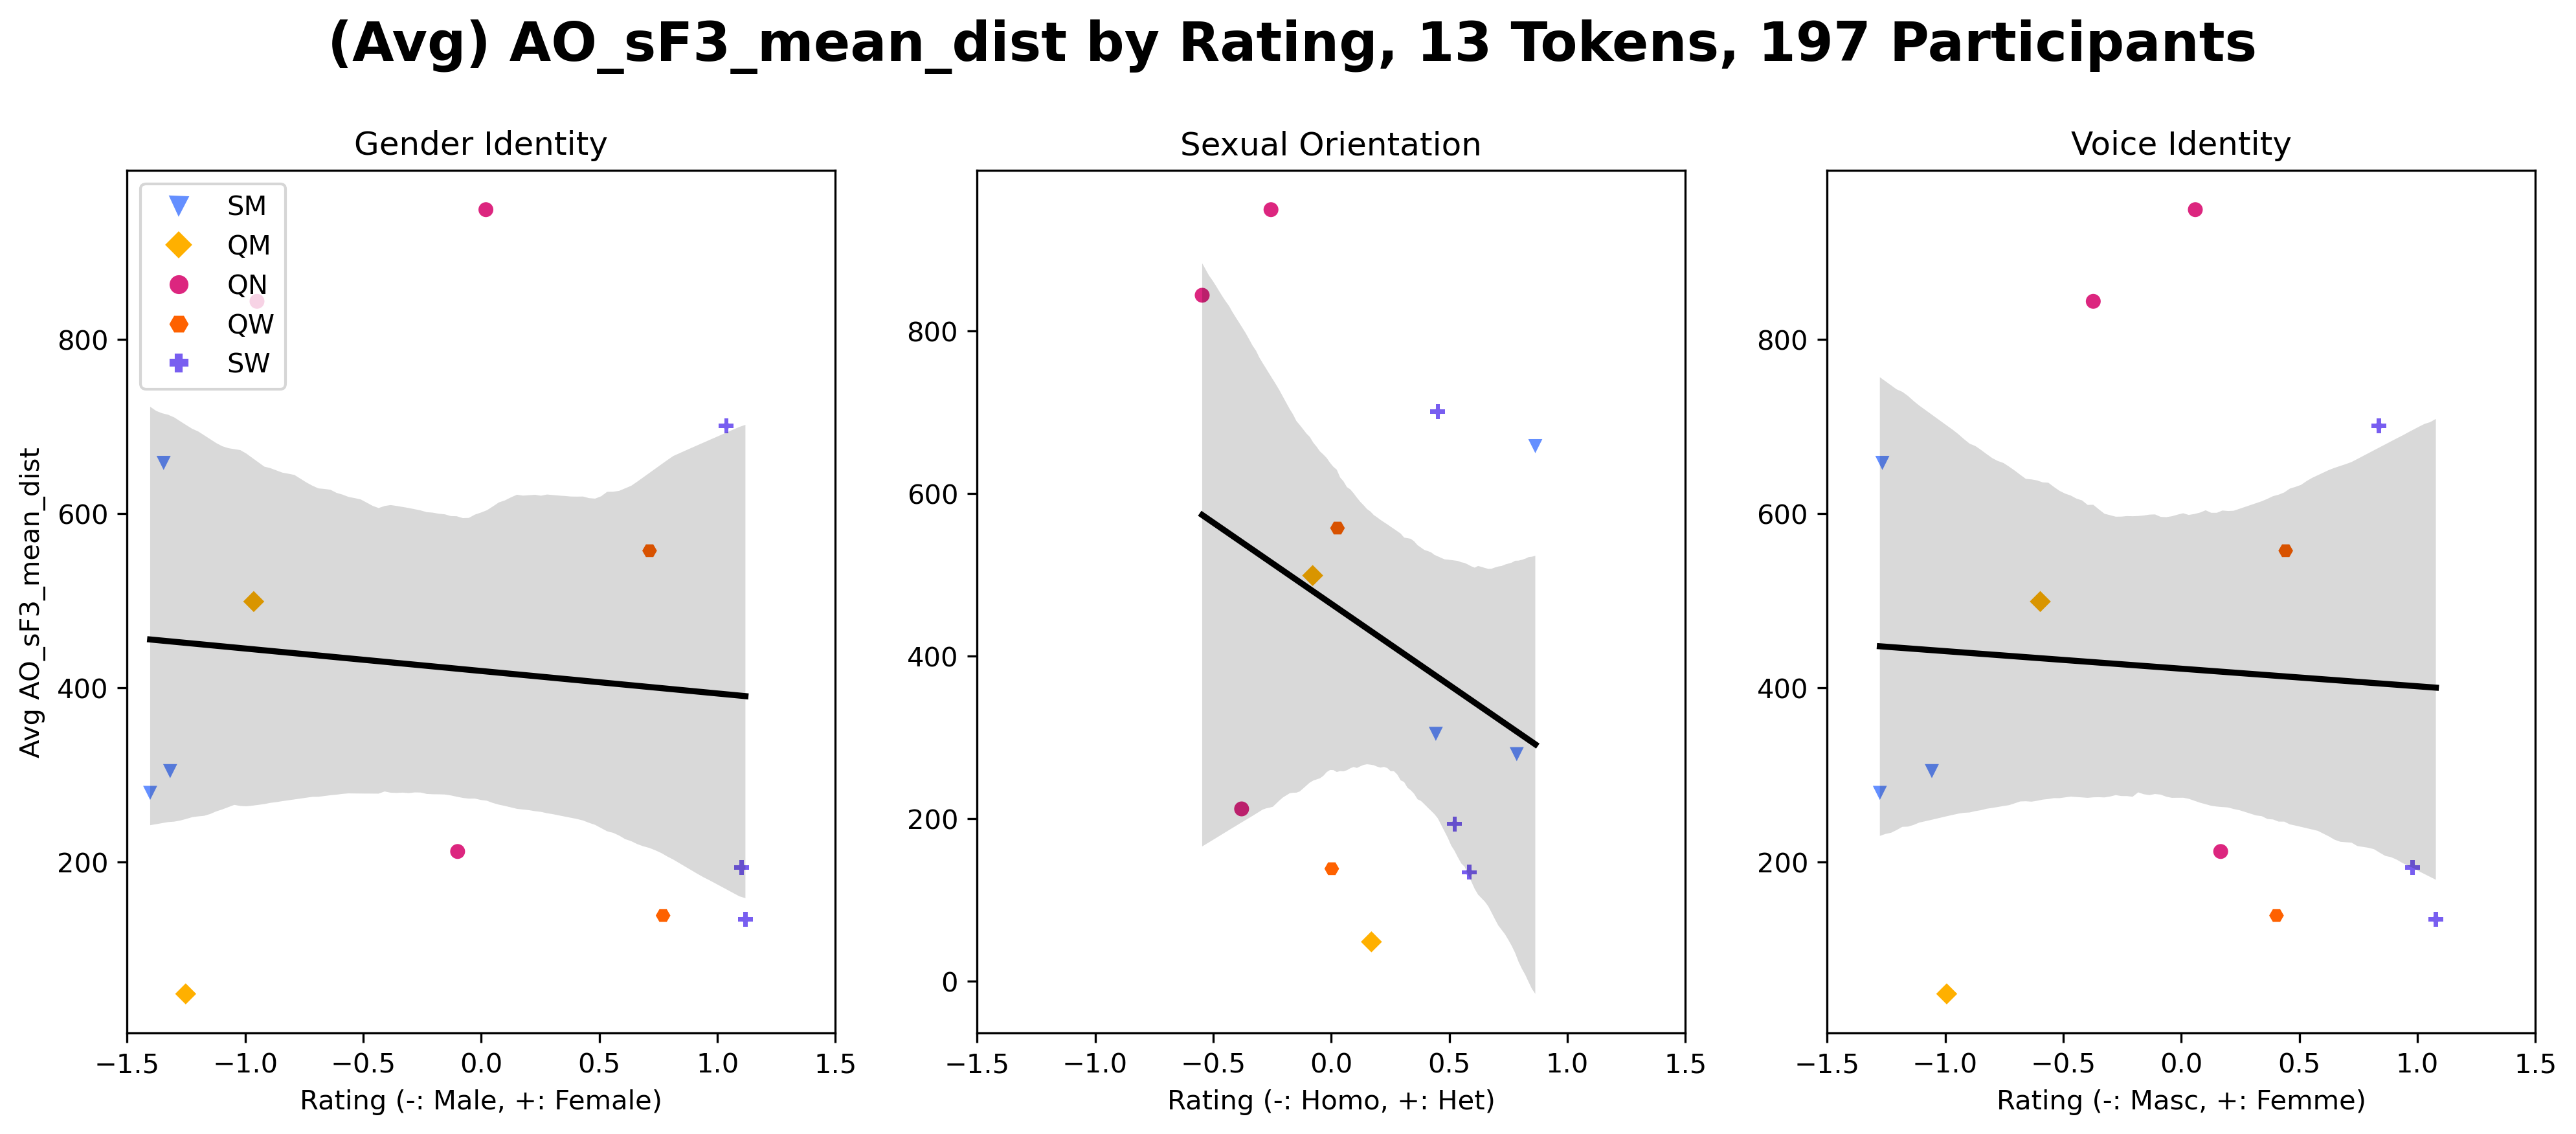 (Avg) AO_sF3_mean_dist by Rating, 13 Tokens, 197 Participants
Gender Identity
Sexual Orientation
Voice Identity
SM
QM
QN
QW
SW
Avg AO_sF3_mean_dist
800
600
400
200
−1.5 −1.0 −0.5 0.0 0.5 1.0 1.5
Rating (-: Male, +: Female)
800
600
400
200
0
−1.5 −1.0 −0.5 0.0 0.5 1.0 1.5
Rating (-: Homo, +: Het)
800
600
400
200
−1.5 −1.0 −0.5 0.0 0.5 1.0 1.5
Rating (-: Masc, +: Femme)